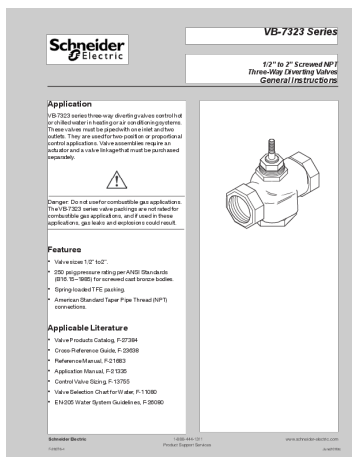 VB-7323 Series
Schneider
Electric
1/2" to 2" Screwed NPT
Three-Way Diverting Valves
General Instructions
Application
VB-7323 series three-way diverting valves control hot
or chilled water in heating or air conditioning systems.
These valves must be piped with one inlet and two
outlets. They are used for two-position or proportional
control applications. Valve assemblies require an
actuator and a valve linkage that must be purchased
separately.
Danger: Do not use for combustible gas applications.
The VB-7323 series valve packings are not rated for
combustible gas applications, and if used in these
applications, gas leaks and explosions could result.
Features
• Valve sizes 1/2" to 2".
• 250 psig pressure rating per ANSI Standards
(B16.15–1985) for screwed cast bronze bodies.
• Spring-loaded TFE packing.
• American Standard Taper Pipe Thread (NPT)
connections.
Applicable Literature
• Valve Products Catalog, F-27384
• Cross-Reference Guide, F-23638
• Reference Manual, F-21683
• Application Manual, F-21335
• Control Valve Sizing, F-13755
• Valve Selection Chart for Water, F-11080
• EN-205 Water System Guidelines, F-26080
Schneider Electric
Product Support Services
www.schneider-electric.com